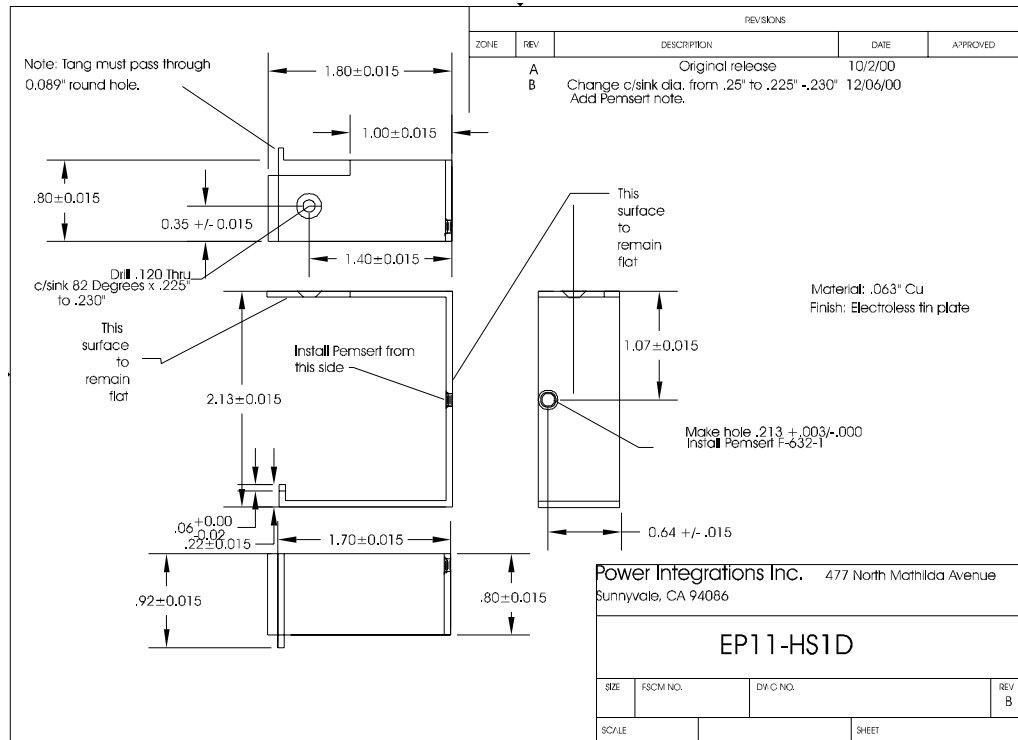 REVISIONS
ZONE REV DESCRIPTION DATE APPROVED
A Original release 10/2/00
B Change c/sink dia. from .25" to .225" -.230" 12/06/00
Add Pemsert note.
Note: Tang must pass through
0.089" round hole.
1.80±0.015
1.00±0.015
.80±0.015
0.35 +/- 0.015
1.40±0.015
Drill .120 Thru
c/sink 82 Degrees x .225"
to .230"
This
surface
to
remain
flat
This
surface
to
remain
flat
Material: .063" Cu
Finish: Electroless tin plate
Install Pemsert from
this side
2.13±0.015
1.07±0.015
Make hole .213 +.003/-.000
Install Pemsert F-632-1
.06 +0.00
-0.02
.22±0.015
1.70±0.015
0.64 +/- .015
.92±0.015
.80±0.015
Power Integrations Inc. 477 North Mathilda Avenue
Sunnyvale, CA 94086
EP11-HS1D
SIZE FSCM NO. DWG NO. REV
B
SCALE SHEET